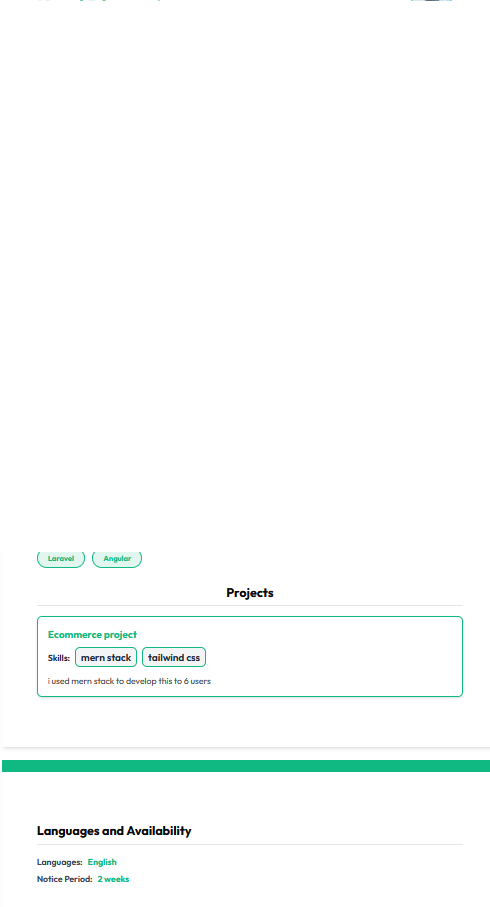 Laravel Angular
Projects
Ecommerce project
Skills: mern stack tailwind css
i used mern stack to develop this to 6 users
Languages and Availability
Languages: English
Notice Period: 2 weeks